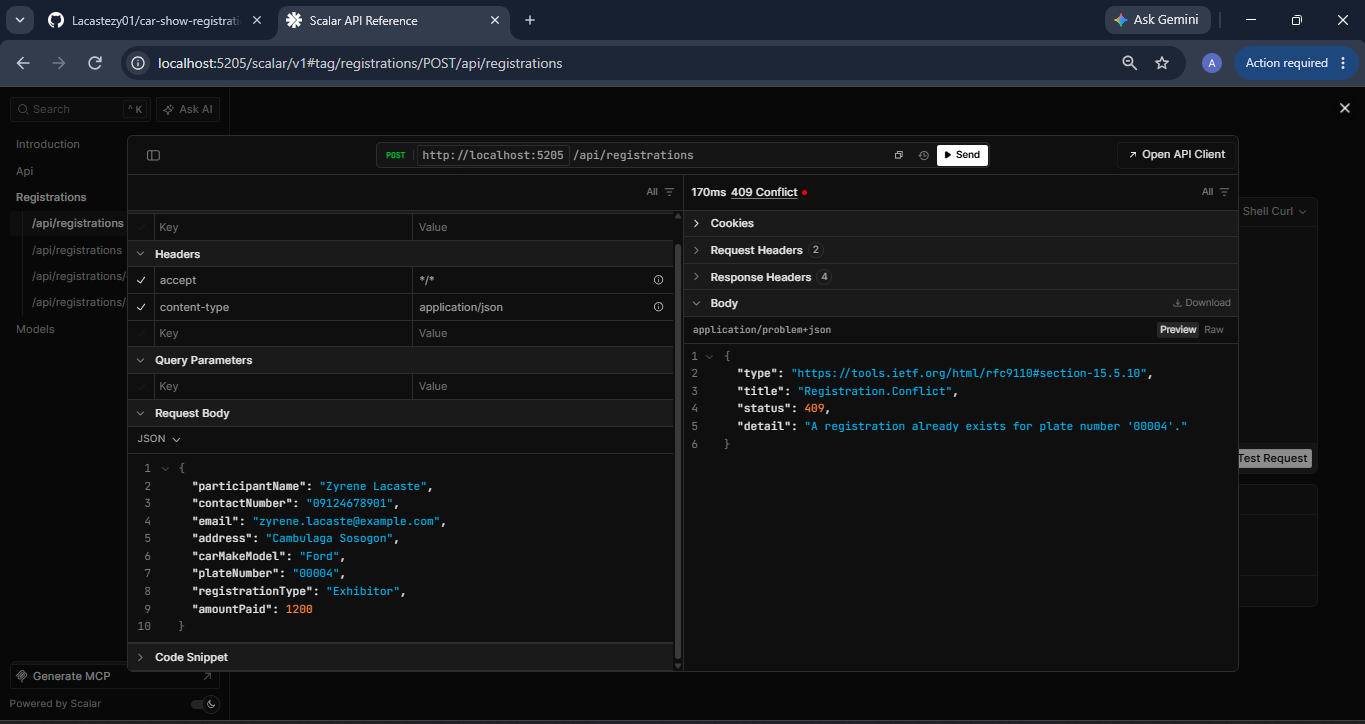 Lacastezy01/car-show-registrati
Scalar API Reference
Ask Gemini
localhost:5205/scalar/v1#tag/registrations/POST/api/registrations
A
Action required
Search
^ K
Ask AI
Introduction
Api
Registrations
/api/registrations
/api/registrations
/api/registrations/
/api/registrations/
Models
Generate MCP
Powered by Scalar
POST http://localhost:5205 /api/registrations
Send
Open API Client
All
Key Value
Headers
accept */*
content-type application/json
Key Value
Query Parameters
Key Value
Request Body
JSON
1 {
2 "participantName": "Zyrene Lacaste",
3 "contactNumber": "09124678901",
4 "email": "zyrene.lacaste@example.com",
5 "address": "Cambulaga Sosogon",
6 "carMakeModel": "Ford",
7 "plateNumber": "00004",
8 "registrationType": "Exhibitor",
9 "amountPaid": 1200
10 }
Code Snippet
170ms 409 Conflict
All
Cookies
Request Headers 2
Response Headers 4
Body
Download
application/problem+json
Preview Raw
1 {
2 "type": "https://tools.ietf.org/html/rfc9110#section-15.5.10",
3 "title": "Registration.Conflict",
4 "status": 409,
5 "detail": "A registration already exists for plate number '00004'."
6 }
Shell Curl
Test Request